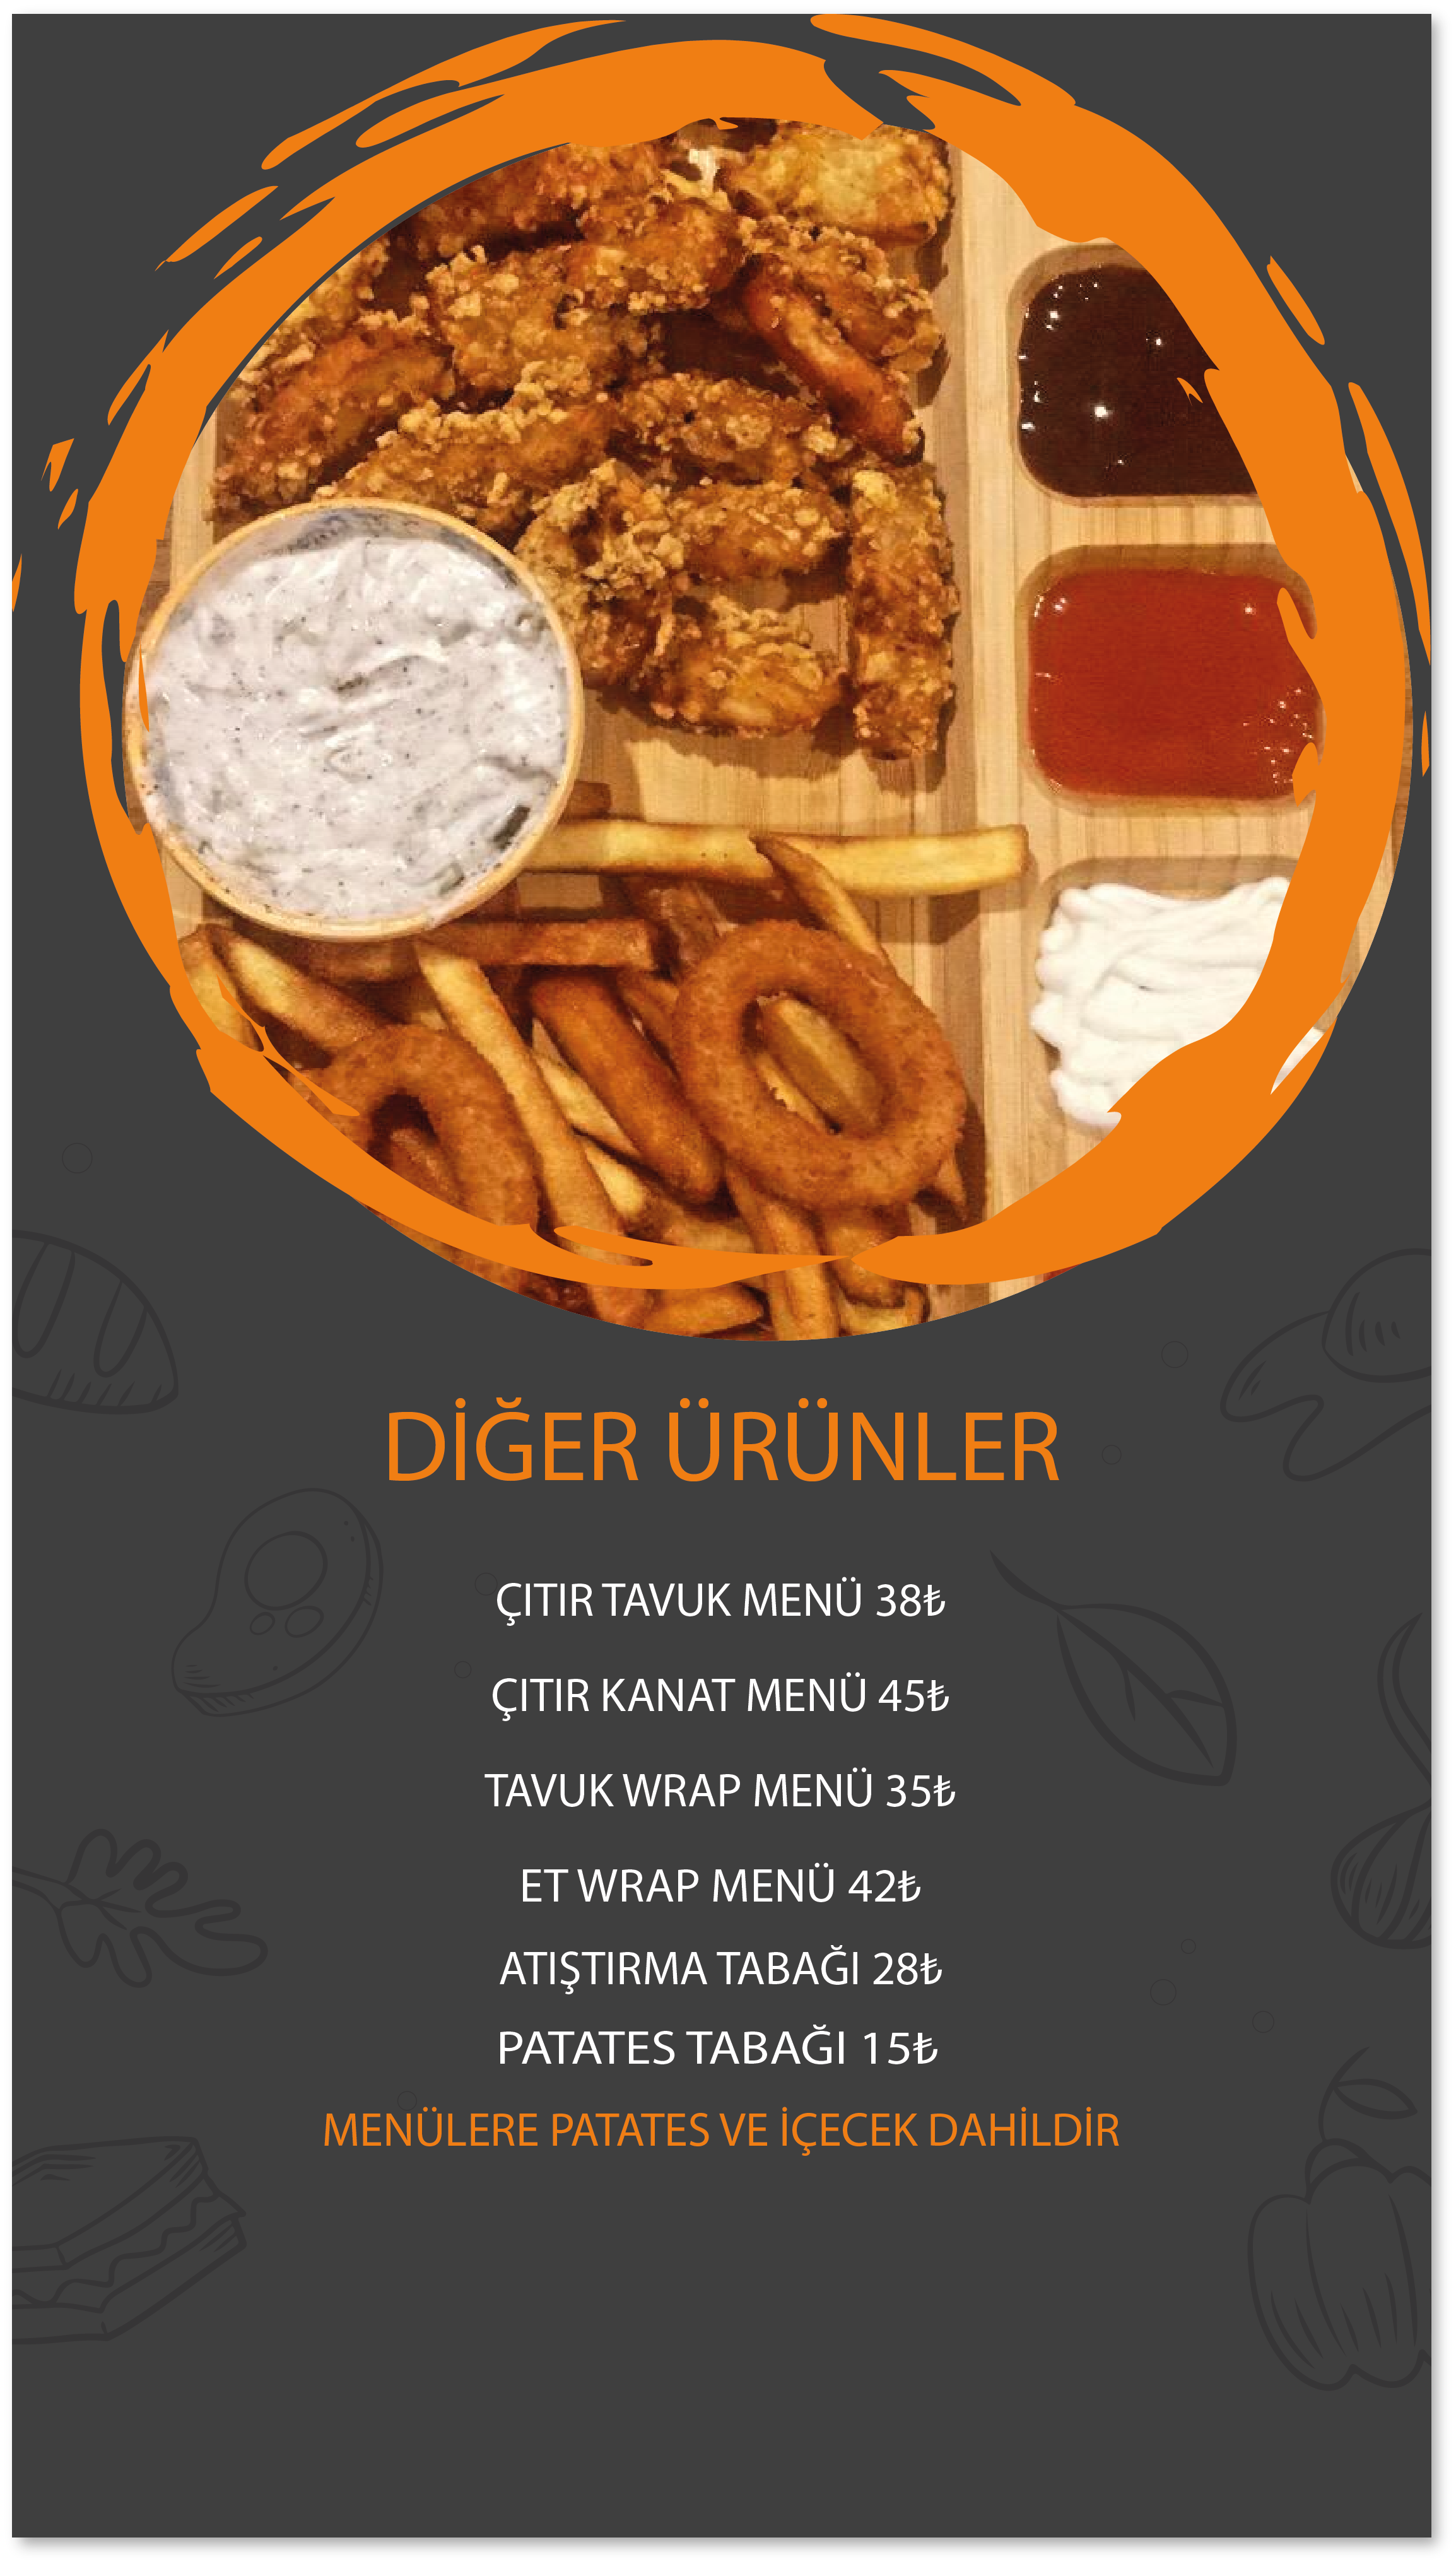 DİĞER ÜRÜNLER
ÇITIR TAVUK MENÜ 38₺
ÇITIR KANAT MENÜ 45₺
TAVUK WRAP MENÜ 35₺
ET WRAP MENÜ 42₺
ATIŞTIRMA TABAĞI 28₺
PATATES TABAĞI 15₺
MENÜLERE PATATES VE İÇECEK DAHİLDİR